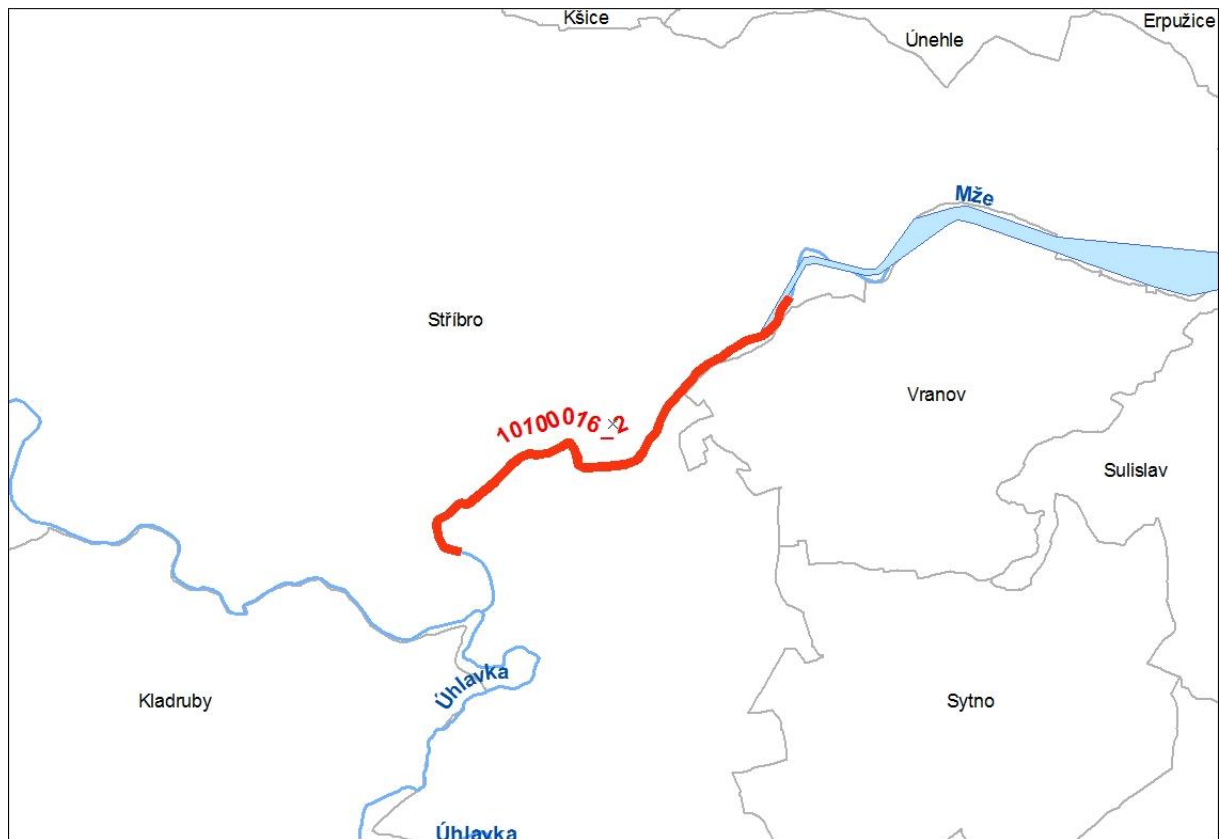 Kšice
Erpužice
Únehle
Mže
Stříbro
Vranov
10100016_2
Sulislav
Úhlavka
Kladruby
Sytno
Úhlavka